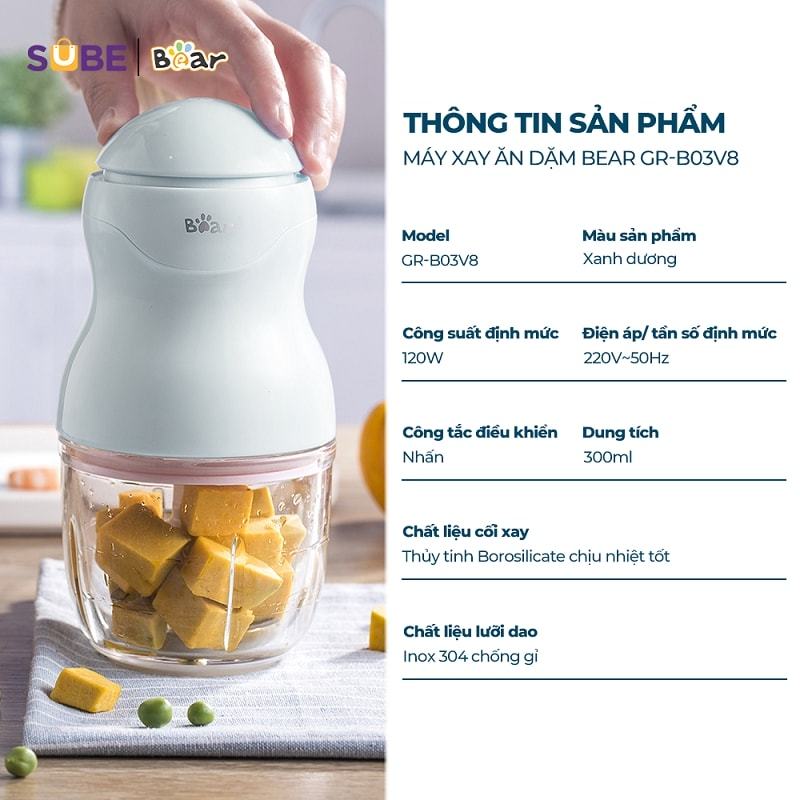 SUBE | Bear
THÔNG TIN SẢN PHẨM
MÁY XAY ĂN DẶM BEAR GR-B03V8
Bear
Model
GR-B03V8
Màu sản phẩm
Xanh dương
Công suất định mức
120W
Điện áp/ tần số định mức
220V~50Hz
Công tắc điều khiển
Nhấn
Dung tích
300ml
Chất liệu cối xay
Thủy tinh Borosilicate chịu nhiệt tốt
Chất liệu lưỡi dao
Inox 304 chống gỉ